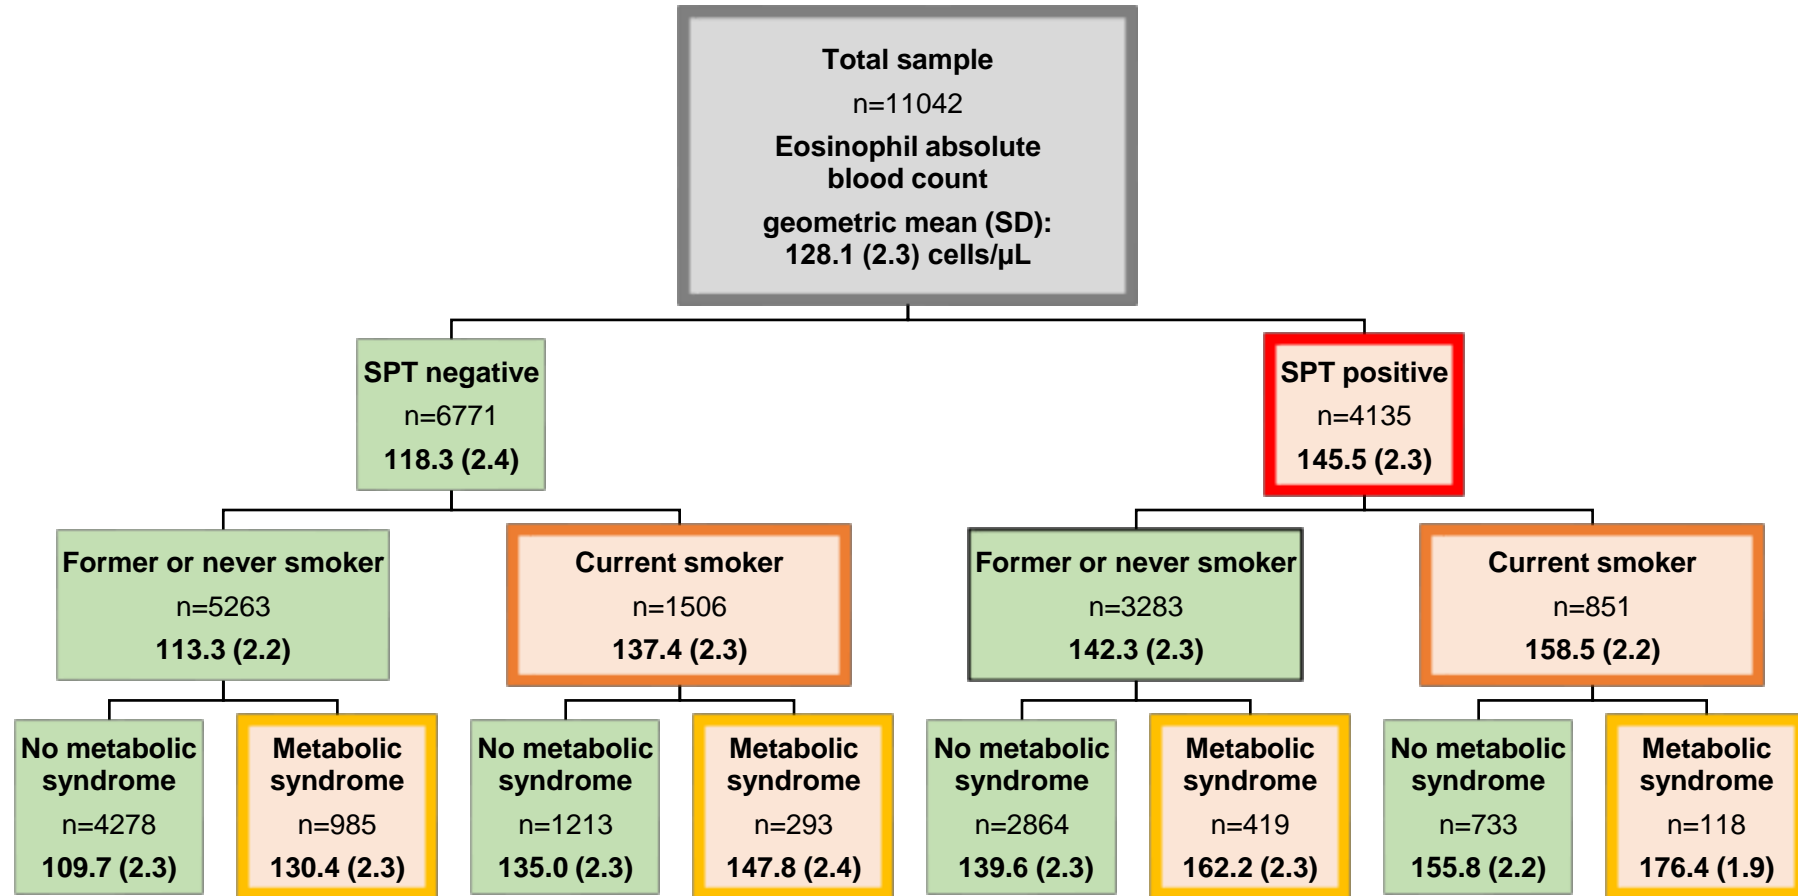 Total sample
n=11042
Eosinophil absolute
blood count
geometric mean (SD):
128.1 (2.3) cells/µL
SPT negative
n=6771
118.3 (2.4)
SPT positive
n=4135
145.5 (2.3)
Former or never smoker
n=5263
113.3 (2.2)
Current smoker
n=1506
137.4 (2.3)
Former or never smoker
n=3283
142.3 (2.3)
Current smoker
n=851
158.5 (2.2)
No metabolic
syndrome
n=4278
109.7 (2.3)
Metabolic
syndrome
n=985
130.4 (2.3)
No metabolic
syndrome
n=1213
135.0 (2.3)
Metabolic
syndrome
n=293
147.8 (2.4)
No metabolic
syndrome
n=2864
139.6 (2.3)
Metabolic
syndrome
n=419
162.2 (2.3)
No metabolic
syndrome
n=733
155.8 (2.2)
Metabolic
syndrome
n=118
176.4 (1.9)